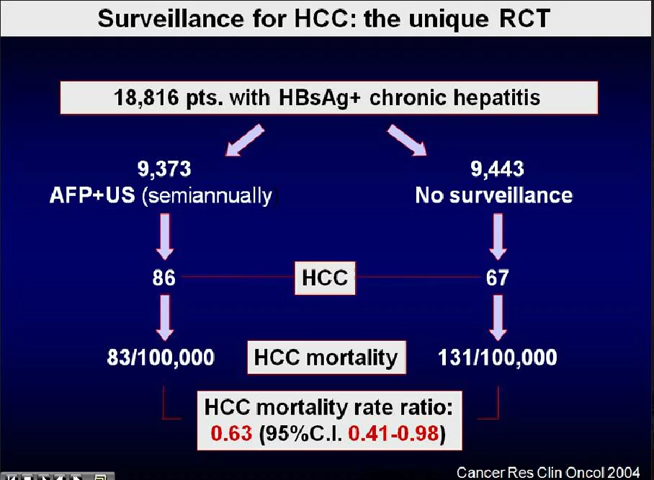 Surveillance for HCC: the unique RCT
18,816 pts. with HBsAg+ chronic hepatitis
9,373
AFP+US (semiannually
9,443
No surveillance
86
HCC
67
83/100,000
HCC mortality
131/100,000
HCC mortality rate ratio:
0.63 (95%C.I. 0.41-0.98)
Cancer Res Clin Oncol 2004